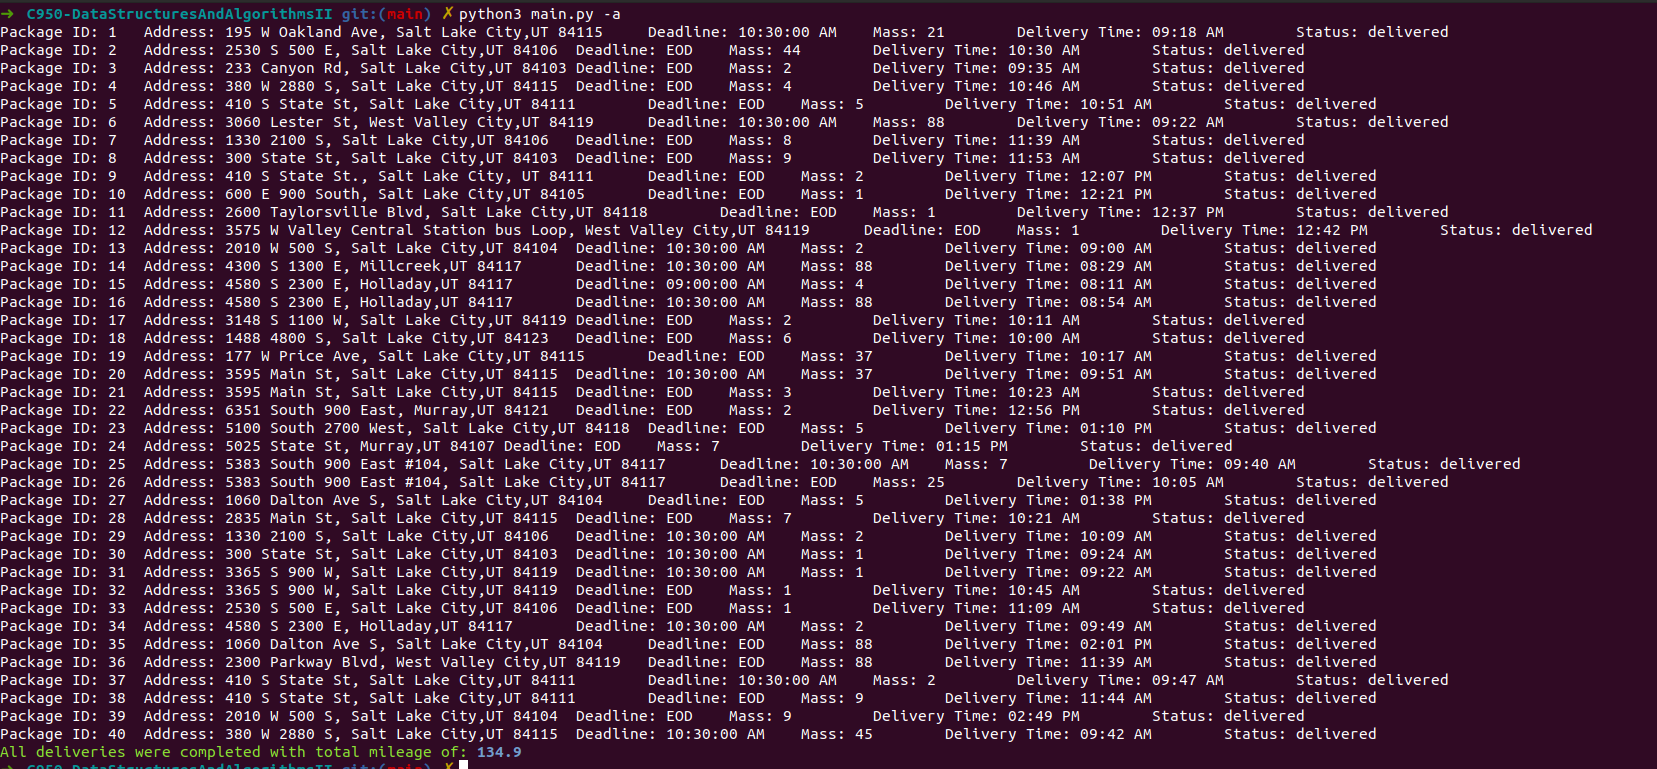 ➜ C950-DataStructuresAndAlgorithmsII git:(main) ✗ python3 main.py -a
Package ID: 1 Address: 195 W Oakland Ave, Salt Lake City,UT 84115 Deadline: 10:30:00 AM Mass: 21 Delivery Time: 09:18 AM Status: delivered
Package ID: 2 Address: 2530 S 500 E, Salt Lake City,UT 84106 Deadline: EOD Mass: 44 Delivery Time: 10:30 AM Status: delivered
Package ID: 3 Address: 233 Canyon Rd, Salt Lake City,UT 84103 Deadline: EOD Mass: 2 Delivery Time: 09:35 AM Status: delivered
Package ID: 4 Address: 380 W 2880 S, Salt Lake City,UT 84115 Deadline: EOD Mass: 4 Delivery Time: 10:46 AM Status: delivered
Package ID: 5 Address: 410 S State St, Salt Lake City,UT 84111 Deadline: EOD Mass: 5 Delivery Time: 10:51 AM Status: delivered
Package ID: 6 Address: 3060 Lester St, West Valley City,UT 84119 Deadline: 10:30:00 AM Mass: 88 Delivery Time: 09:22 AM Status: delivered
Package ID: 7 Address: 1330 2100 S, Salt Lake City,UT 84106 Deadline: EOD Mass: 8 Delivery Time: 11:39 AM Status: delivered
Package ID: 8 Address: 300 State St, Salt Lake City,UT 84103 Deadline: EOD Mass: 9 Delivery Time: 11:53 AM Status: delivered
Package ID: 9 Address: 410 S State St., Salt Lake City, UT 84111 Deadline: EOD Mass: 2 Delivery Time: 12:07 PM Status: delivered
Package ID: 10 Address: 600 E 900 South, Salt Lake City,UT 84105 Deadline: EOD Mass: 1 Delivery Time: 12:21 PM Status: delivered
Package ID: 11 Address: 2600 Taylorsville Blvd, Salt Lake City,UT 84118 Deadline: EOD Mass: 1 Delivery Time: 12:37 PM Status: delivered
Package ID: 12 Address: 3575 W Valley Central Station bus Loop, West Valley City,UT 84119 Deadline: EOD Mass: 1 Delivery Time: 12:42 PM Status: delivered
Package ID: 13 Address: 2010 W 500 S, Salt Lake City,UT 84104 Deadline: 10:30:00 AM Mass: 2 Delivery Time: 09:00 AM Status: delivered
Package ID: 14 Address: 4300 S 1300 E, Millcreek,UT 84117 Deadline: 10:30:00 AM Mass: 88 Delivery Time: 08:29 AM Status: delivered
Package ID: 15 Address: 4580 S 2300 E, Holladay,UT 84117 Deadline: 09:00:00 AM Mass: 4 Delivery Time: 08:11 AM Status: delivered
Package ID: 16 Address: 4580 S 2300 E, Holladay,UT 84117 Deadline: 10:30:00 AM Mass: 88 Delivery Time: 08:54 AM Status: delivered
Package ID: 17 Address: 3148 S 1100 W, Salt Lake City,UT 84119 Deadline: EOD Mass: 2 Delivery Time: 10:11 AM Status: delivered
Package ID: 18 Address: 1488 4800 S, Salt Lake City,UT 84123 Deadline: EOD Mass: 6 Delivery Time: 10:00 AM Status: delivered
Package ID: 19 Address: 177 W Price Ave, Salt Lake City,UT 84115 Deadline: EOD Mass: 37 Delivery Time: 10:17 AM Status: delivered
Package ID: 20 Address: 3595 Main St, Salt Lake City,UT 84115 Deadline: 10:30:00 AM Mass: 37 Delivery Time: 09:51 AM Status: delivered
Package ID: 21 Address: 3595 Main St, Salt Lake City,UT 84115 Deadline: EOD Mass: 3 Delivery Time: 10:23 AM Status: delivered
Package ID: 22 Address: 6351 South 900 East, Murray,UT 84121 Deadline: EOD Mass: 2 Delivery Time: 12:56 PM Status: delivered
Package ID: 23 Address: 5100 South 2700 West, Salt Lake City,UT 84118 Deadline: EOD Mass: 5 Delivery Time: 01:10 PM Status: delivered
Package ID: 24 Address: 5025 State St, Murray,UT 84107 Deadline: EOD Mass: 7 Delivery Time: 01:15 PM Status: delivered
Package ID: 25 Address: 5383 South 900 East #104, Salt Lake City,UT 84117 Deadline: 10:30:00 AM Mass: 7 Delivery Time: 09:40 AM Status: delivered
Package ID: 26 Address: 5383 South 900 East #104, Salt Lake City,UT 84117 Deadline: EOD Mass: 25 Delivery Time: 10:05 AM Status: delivered
Package ID: 27 Address: 1060 Dalton Ave S, Salt Lake City,UT 84104 Deadline: EOD Mass: 5 Delivery Time: 01:38 PM Status: delivered
Package ID: 28 Address: 2835 Main St, Salt Lake City,UT 84115 Deadline: EOD Mass: 7 Delivery Time: 10:21 AM Status: delivered
Package ID: 29 Address: 1330 2100 S, Salt Lake City,UT 84106 Deadline: 10:30:00 AM Mass: 2 Delivery Time: 10:09 AM Status: delivered
Package ID: 30 Address: 300 State St, Salt Lake City,UT 84103 Deadline: 10:30:00 AM Mass: 1 Delivery Time: 09:24 AM Status: delivered
Package ID: 31 Address: 3365 S 900 W, Salt Lake City,UT 84119 Deadline: 10:30:00 AM Mass: 1 Delivery Time: 09:22 AM Status: delivered
Package ID: 32 Address: 3365 S 900 W, Salt Lake City,UT 84119 Deadline: EOD Mass: 1 Delivery Time: 10:45 AM Status: delivered
Package ID: 33 Address: 2530 S 500 E, Salt Lake City,UT 84106 Deadline: EOD Mass: 1 Delivery Time: 11:09 AM Status: delivered
Package ID: 34 Address: 4580 S 2300 E, Holladay,UT 84117 Deadline: 10:30:00 AM Mass: 2 Delivery Time: 09:49 AM Status: delivered
Package ID: 35 Address: 1060 Dalton Ave S, Salt Lake City,UT 84104 Deadline: EOD Mass: 88 Delivery Time: 02:01 PM Status: delivered
Package ID: 36 Address: 2300 Parkway Blvd, West Valley City,UT 84119 Deadline: EOD Mass: 88 Delivery Time: 11:39 AM Status: delivered
Package ID: 37 Address: 410 S State St, Salt Lake City,UT 84111 Deadline: 10:30:00 AM Mass: 2 Delivery Time: 09:47 AM Status: delivered
Package ID: 38 Address: 410 S State St, Salt Lake City,UT 84111 Deadline: EOD Mass: 9 Delivery Time: 11:44 AM Status: delivered
Package ID: 39 Address: 2010 W 500 S, Salt Lake City,UT 84104 Deadline: EOD Mass: 9 Delivery Time: 02:49 PM Status: delivered
Package ID: 40 Address: 380 W 2880 S, Salt Lake City,UT 84115 Deadline: 10:30:00 AM Mass: 45 Delivery Time: 09:42 AM Status: delivered
All deliveries were completed with total mileage of: 134.9
➜ C950-DataStructuresAndAlgorithmsII git:(main) ✗